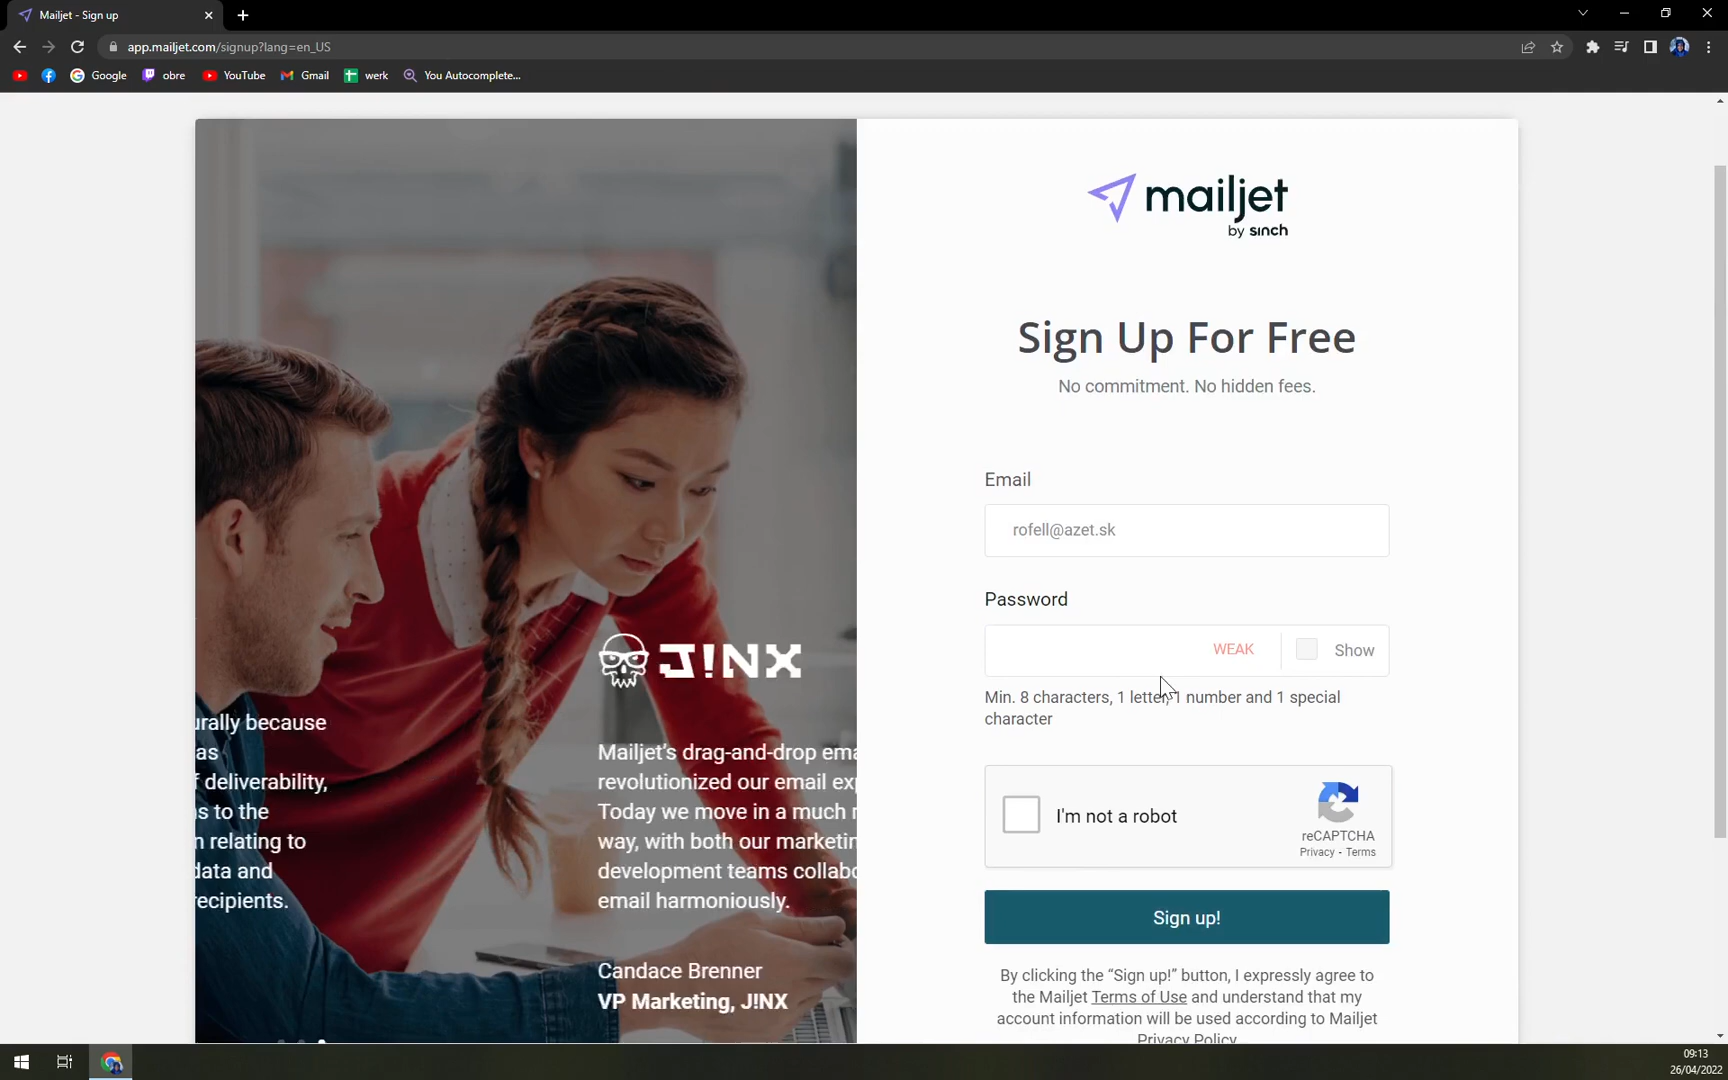 Mailjet - Sign up
app.mailjet.com/signup?lang=en_US
Google
obre
YouTube
Gmail
werk
You Autocomplete...
mailjet
by sinch
Sign Up For Free
No commitment. No hidden fees.
Email
rofell@azet.sk
Password
WEAK
Show
Min. 8 characters, 1 letter, 1 number and 1 special
character
I'm not a robot
reCAPTCHA
Privacy - Terms
Sign up!
By clicking the “Sign up!” button, I expressly agree to
the Mailjet Terms of Use and understand that my
account information will be used according to Mailjet
Privacy Policy.
urally because
as
f deliverability,
s to the
n relating to
data and
recipients.
J!NX
Mailjet’s drag-and-drop ema
revolutionized our email exp
Today we move in a much
way, with both our marketin
development teams collabo
email harmoniously.
Candace Brenner
VP Marketing, J!NX
09:13
26/04/2022